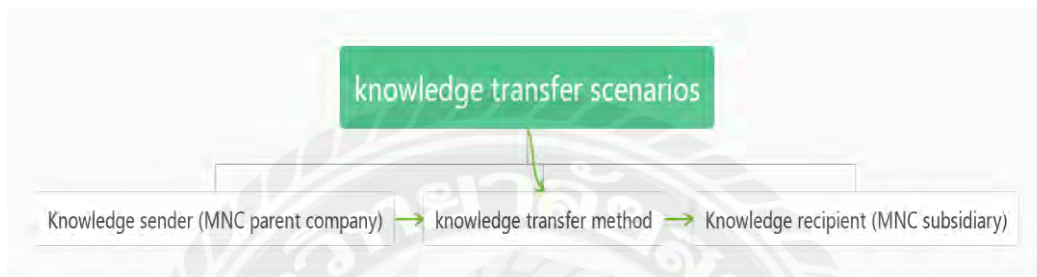 knowledge transfer scenarios
Knowledge sender (MNC parent company)
knowledge transfer method
Knowledge recipient (MNC subsidiary)